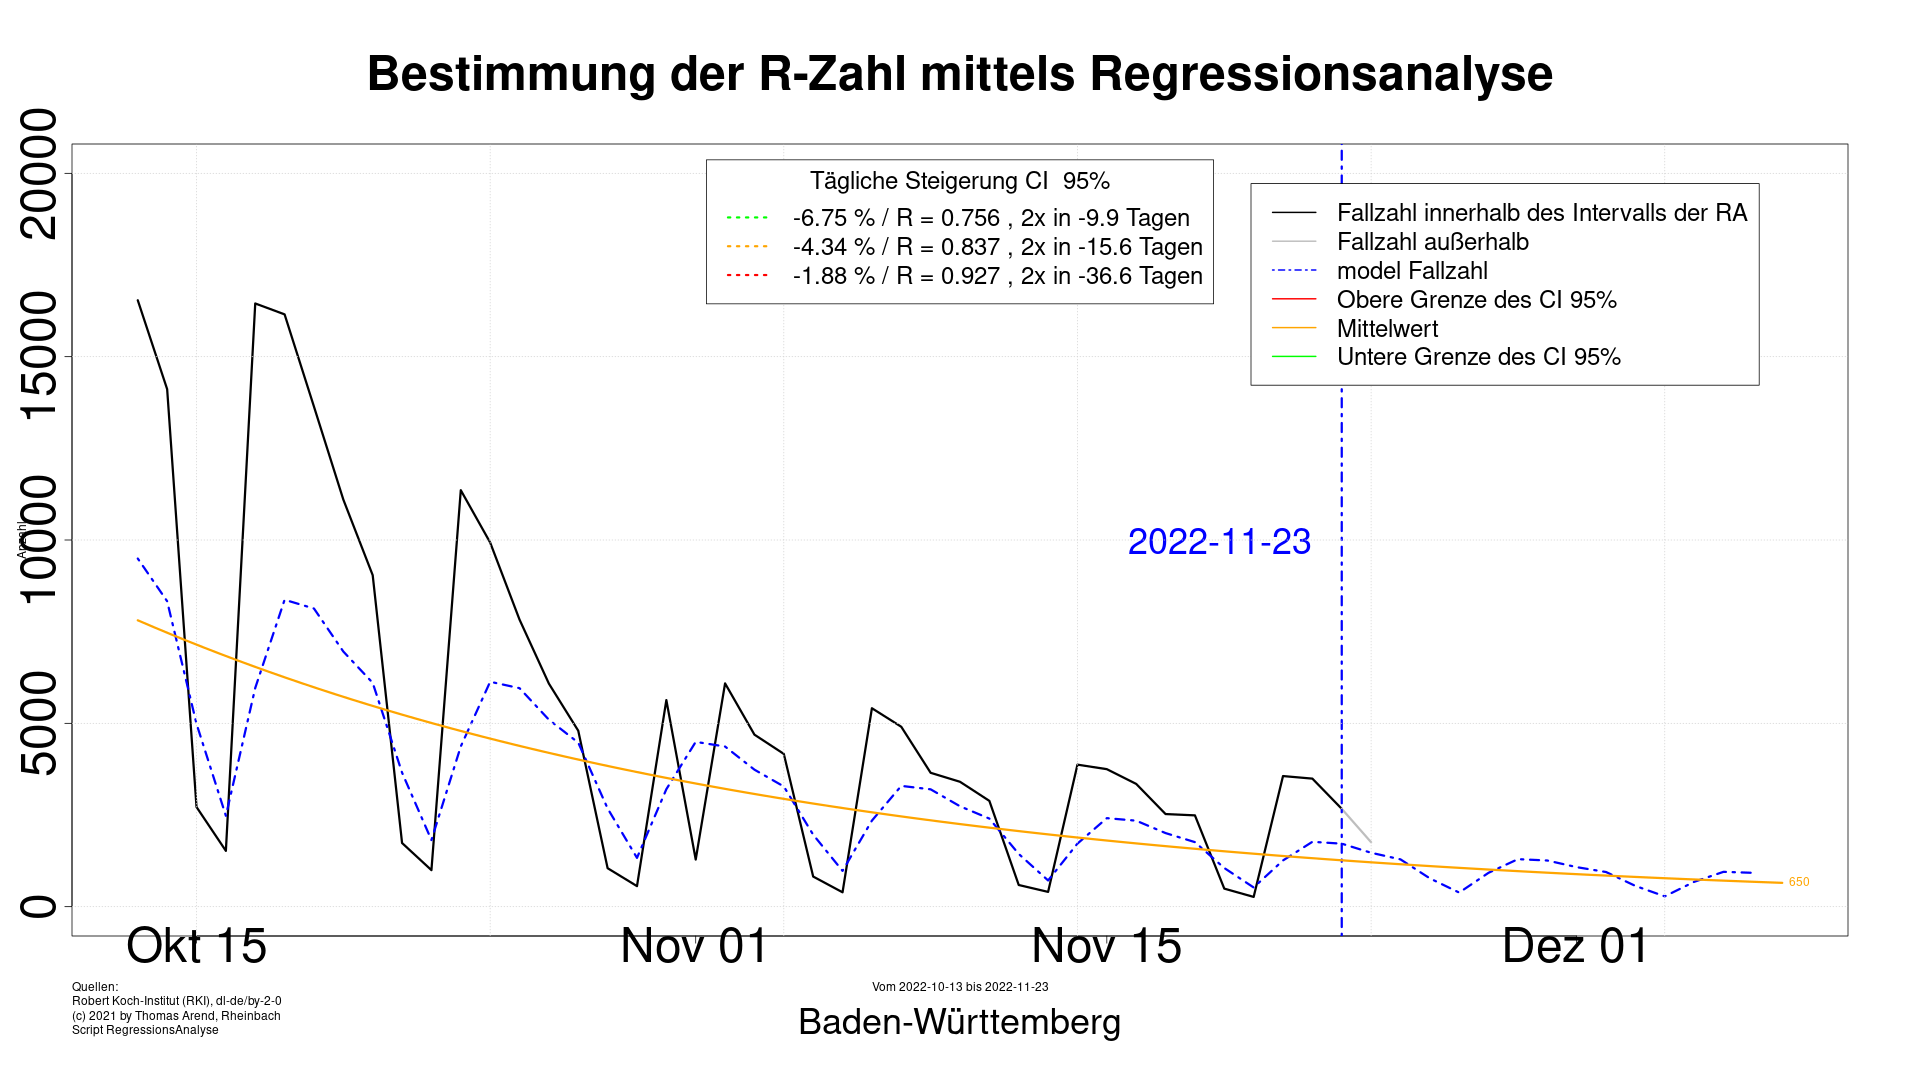 Bestimmung der R-Zahl mittels Regressionsanalyse
Anzahl
20000
15000
10000
5000
0
Tägliche Steigerung CI 95%
-6.75 % / R = 0.756 , 2x in -9.9 Tagen
-4.34 % / R = 0.837 , 2x in -15.6 Tagen
-1.88 % / R = 0.927 , 2x in -36.6 Tagen
Fallzahl innerhalb des Intervalls der RA
Fallzahl außerhalb
model Fallzahl
Obere Grenze des CI 95%
Mittelwert
Untere Grenze des CI 95%
2022-11-23
650
Okt 15
Nov 01
Nov 15
Dez 01
Quellen:
Robert Koch-Institut (RKI), dl-de/by-2-0
(c) 2021 by Thomas Arend, Rheinbach
Script RegressionsAnalyse
Vom 2022-10-13 bis 2022-11-23
Baden-Württemberg